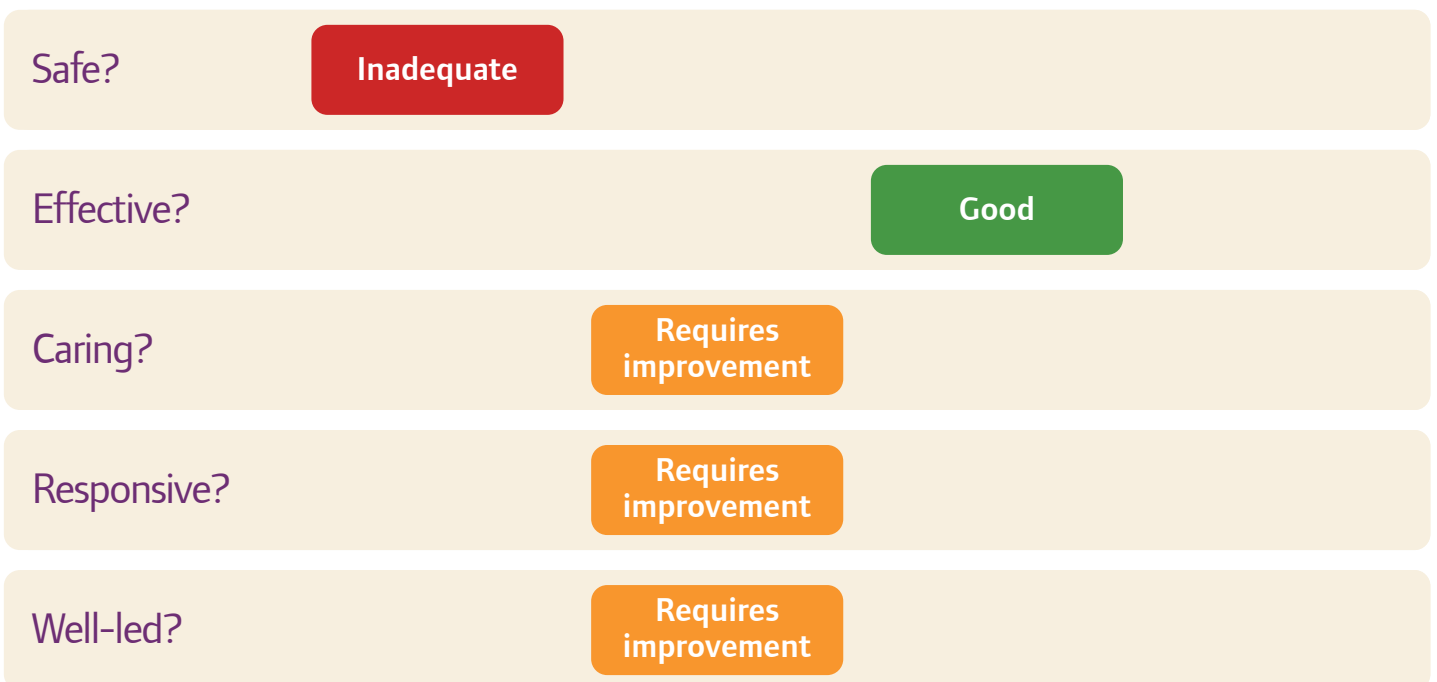 Safe?
Inadequate
Effective?
Good
Caring?
Requires
improvement
Responsive?
Requires
improvement
Well-led?
Requires
improvement